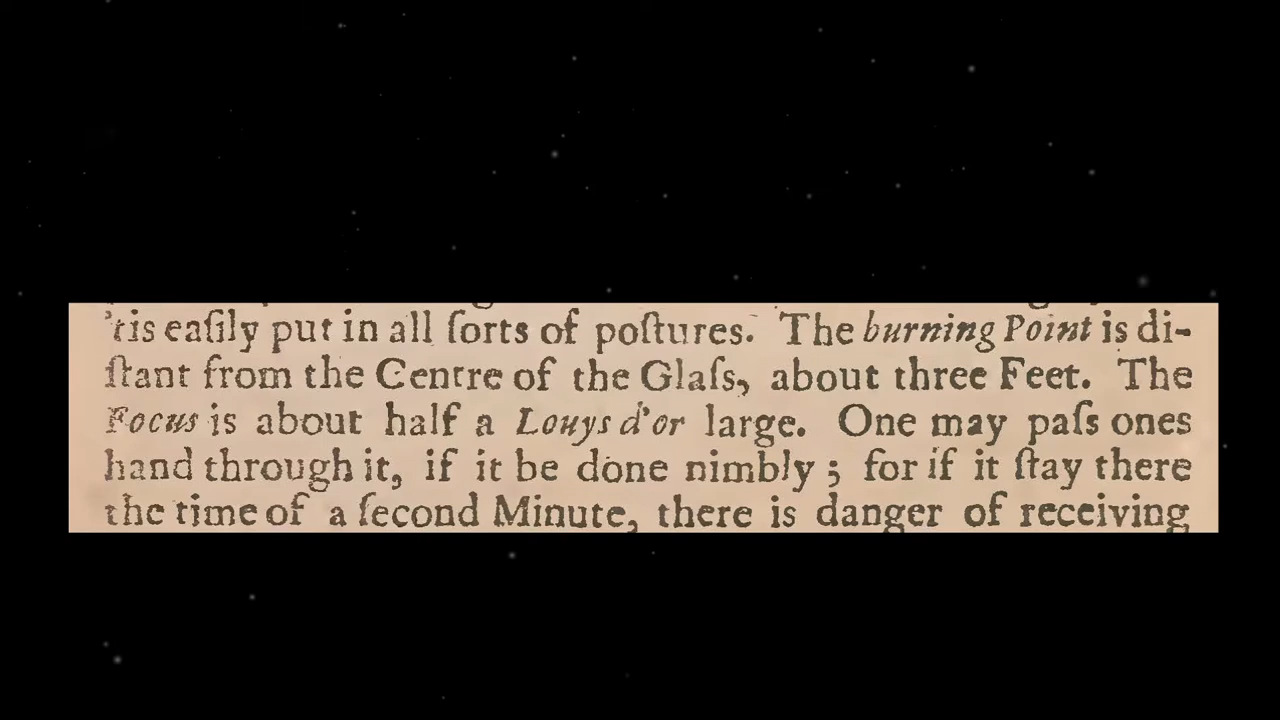 'tis eaſily put in all ſorts of poſtures. The burning Point is di-
ſtant from the Centre of the Glaſs, about three Feet. The
Focus is about half a Louys d'or large. One may paſs ones
hand through it, if it be done nimbly ; for if it ſtay there
the time of a ſecond Minute, there is danger of receiving